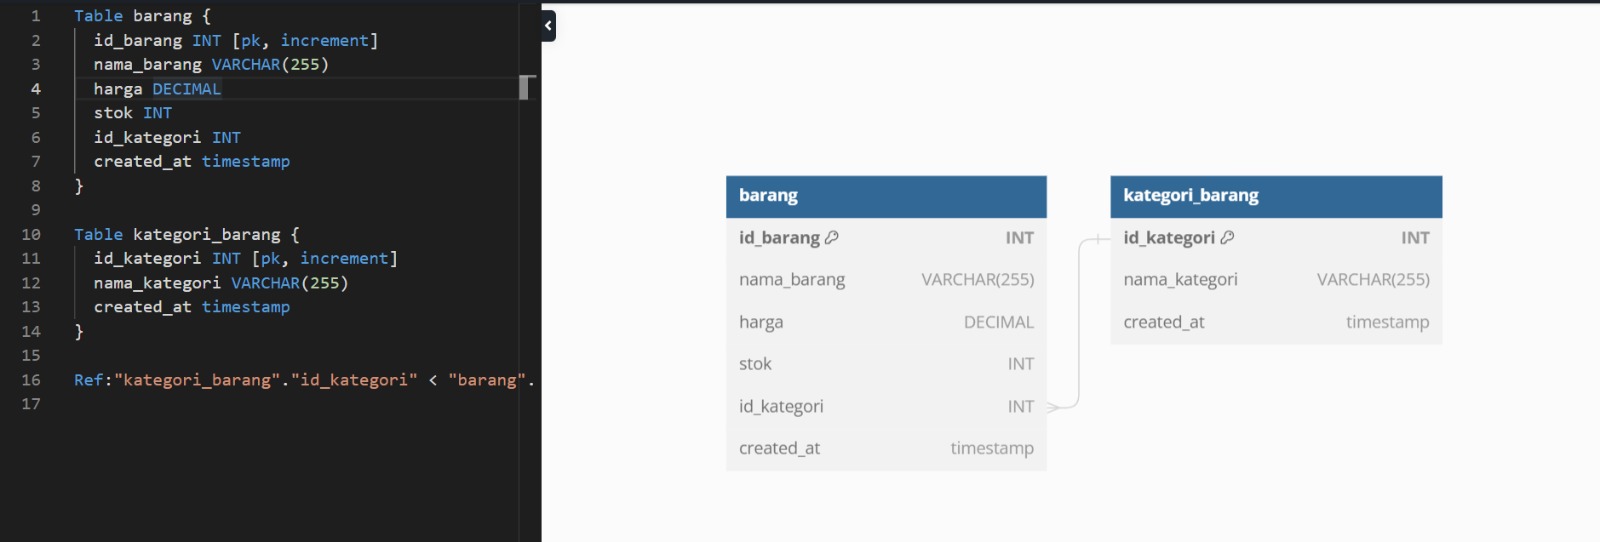 1 Table barang {
2 id_barang INT [pk, increment]
3 nama_barang VARCHAR(255)
4 harga DECIMAL
5 stok INT
6 id_kategori INT
7 created_at timestamp
8 }
9
10 Table kategori_barang {
11 id_kategori INT [pk, increment]
12 nama_kategori VARCHAR(255)
13 created_at timestamp
14 }
15
16 Ref:"kategori_barang"."id_kategori" < "barang".
17
barang
id_barang INT
nama_barang VARCHAR(255)
harga DECIMAL
stok INT
id_kategori INT
created_at timestamp
kategori_barang
id_kategori INT
nama_kategori VARCHAR(255)
created_at timestamp